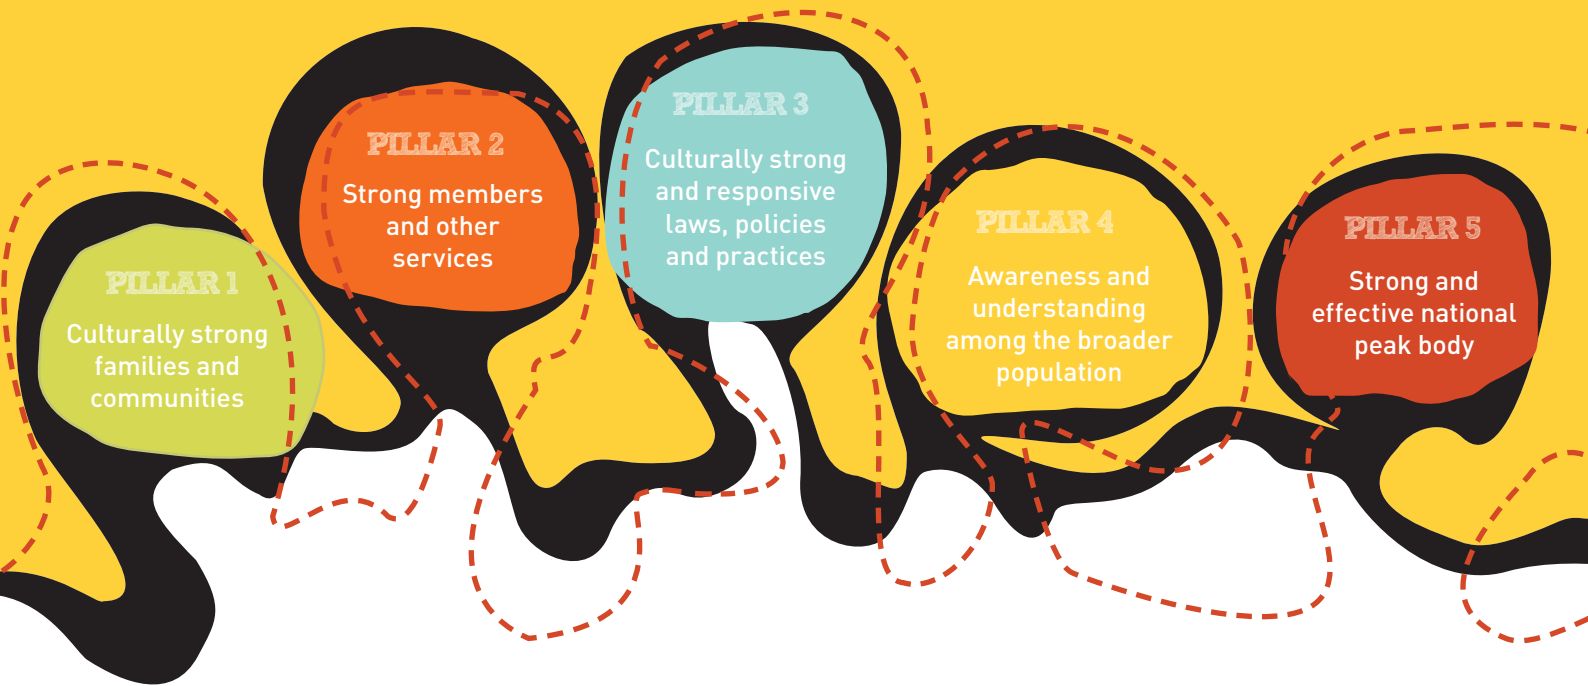 PILLAR 1
Culturally strong
families and
communities
PILLAR 2
Strong members
and other
services
PILLAR 3
Culturally strong
and responsive
laws, policies
and practices
PILLAR 4
Awareness and
understanding
among the broader
population
PILLAR 5
Strong and
effective national
peak body